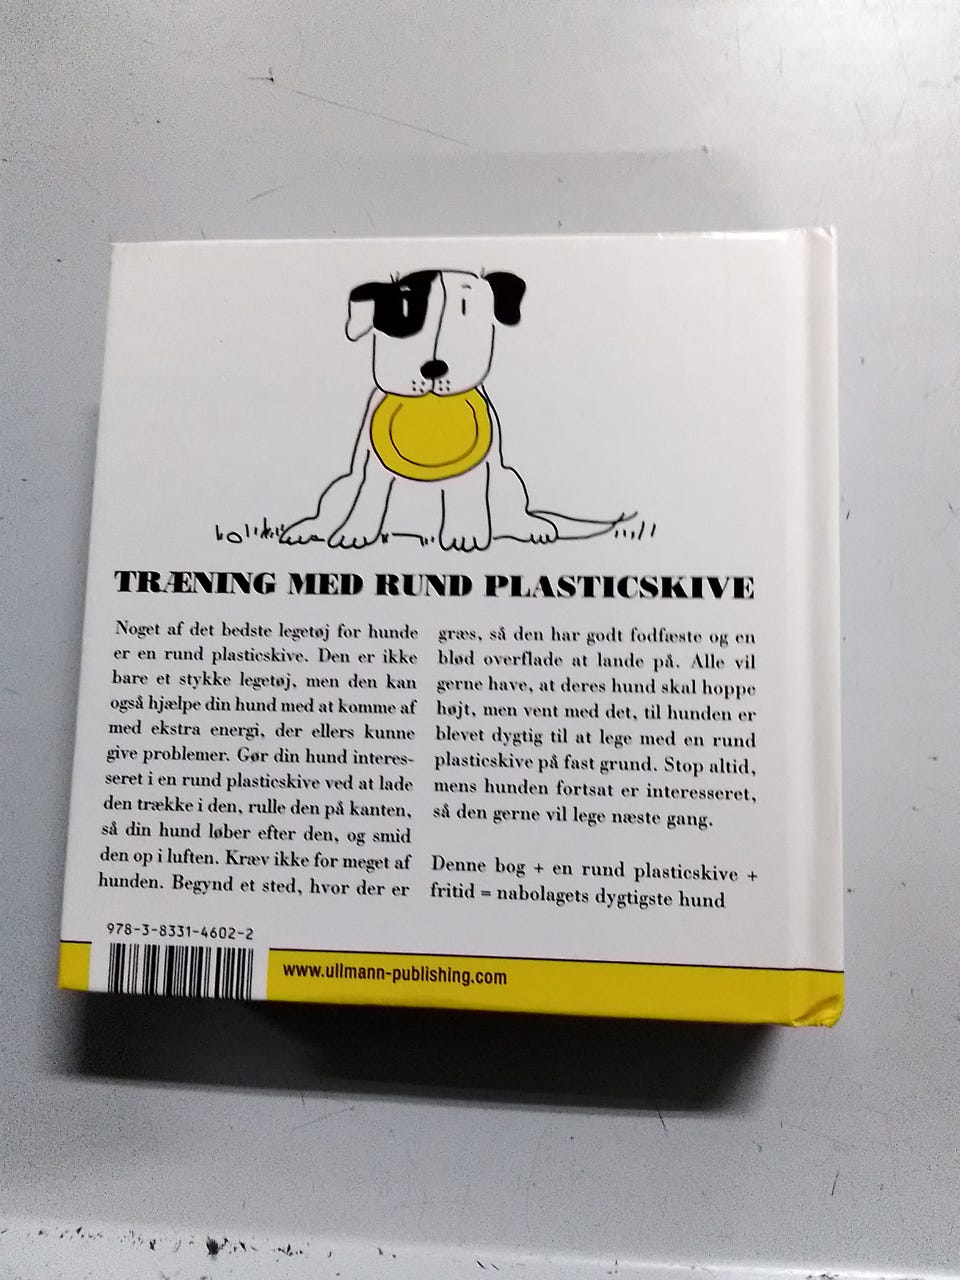 TRÆNING MED RUND PLASTICSKIVE
Noget af det bedste legetøj for hunde
er en rund plasticskive. Den er ikke
bare et stykke legetøj, men den kan
også hjælpe din hund med at komme af
med ekstra energi, der ellers kunne
give problemer. Gør din hund interes-
seret i en rund plasticskive ved at lade
den trække i den, rulle den på kanten,
så din hund løber efter den, og smid
den op i luften. Kræv ikke for meget af
hunden. Begynd et sted, hvor der er
græs, så den har godt fodfæste og en
blød overflade at lande på. Alle vil
gerne have, at deres hund skal hoppe
højt, men vent med det, til hunden er
blevet dygtig til at lege med en rund
plasticskive på fast grund. Stop altid,
mens hunden fortsat er interesseret,
så den gerne vil lege næste gang.
Denne bog + en rund plasticskive +
fritid = nabolagets dygtigste hund
978-3-8331-4602-2
www.ullmann-publishing.com